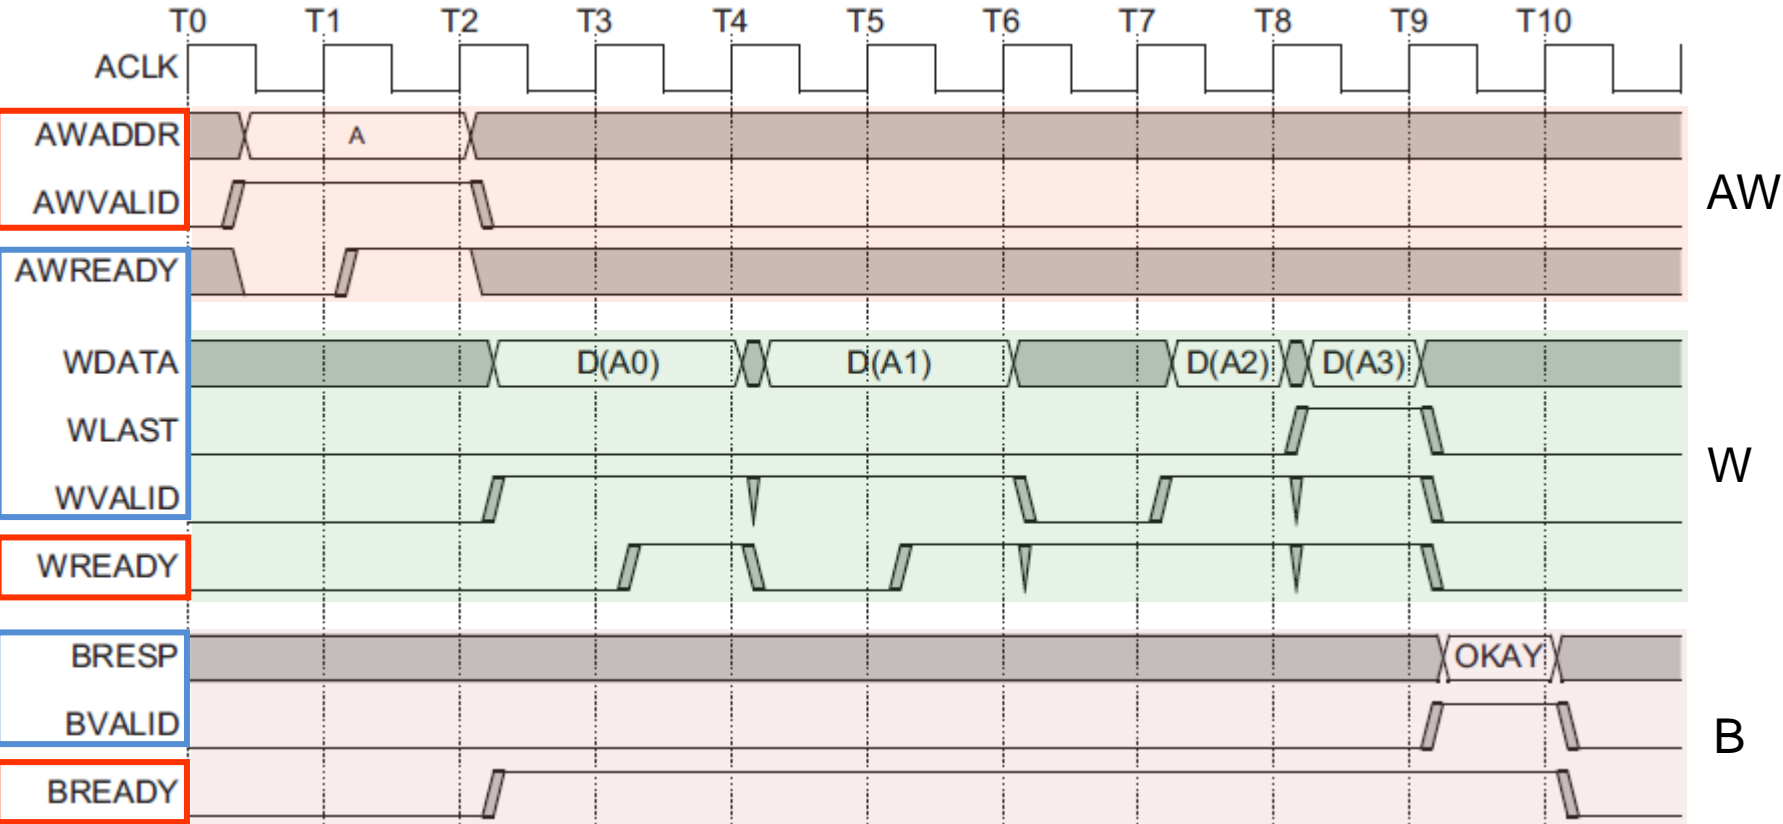 T0 T1 T2 T3 T4 T5 T6 T7 T8 T9 T10
ACLK
AWADDR A
AWVALID
AW
AWREADY
WDATA D(A0) D(A1) D(A2) D(A3)
WLAST
W
WVALID
WREADY
BRESP OKAY
BVALID
B
BREADY